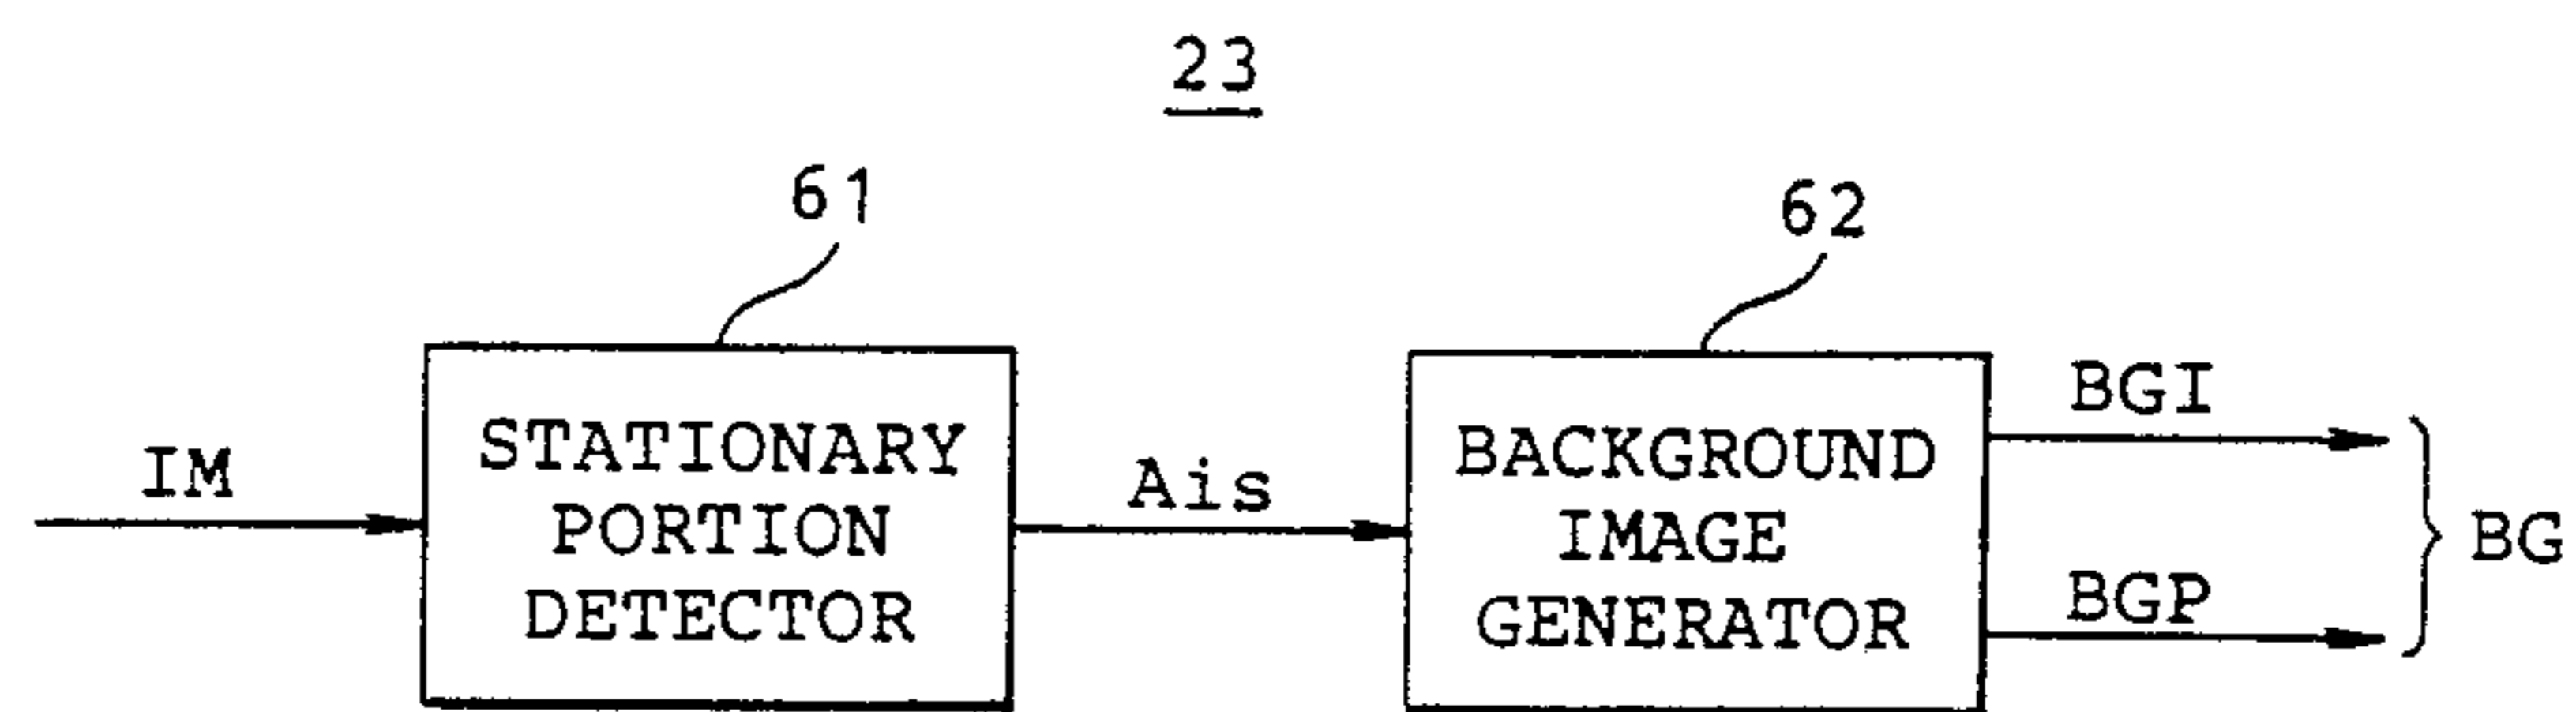 23
61
62
IM
STATIONARY
PORTION
DETECTOR
Ais
BACKGROUND
IMAGE
GENERATOR
BGI
BGP
BG